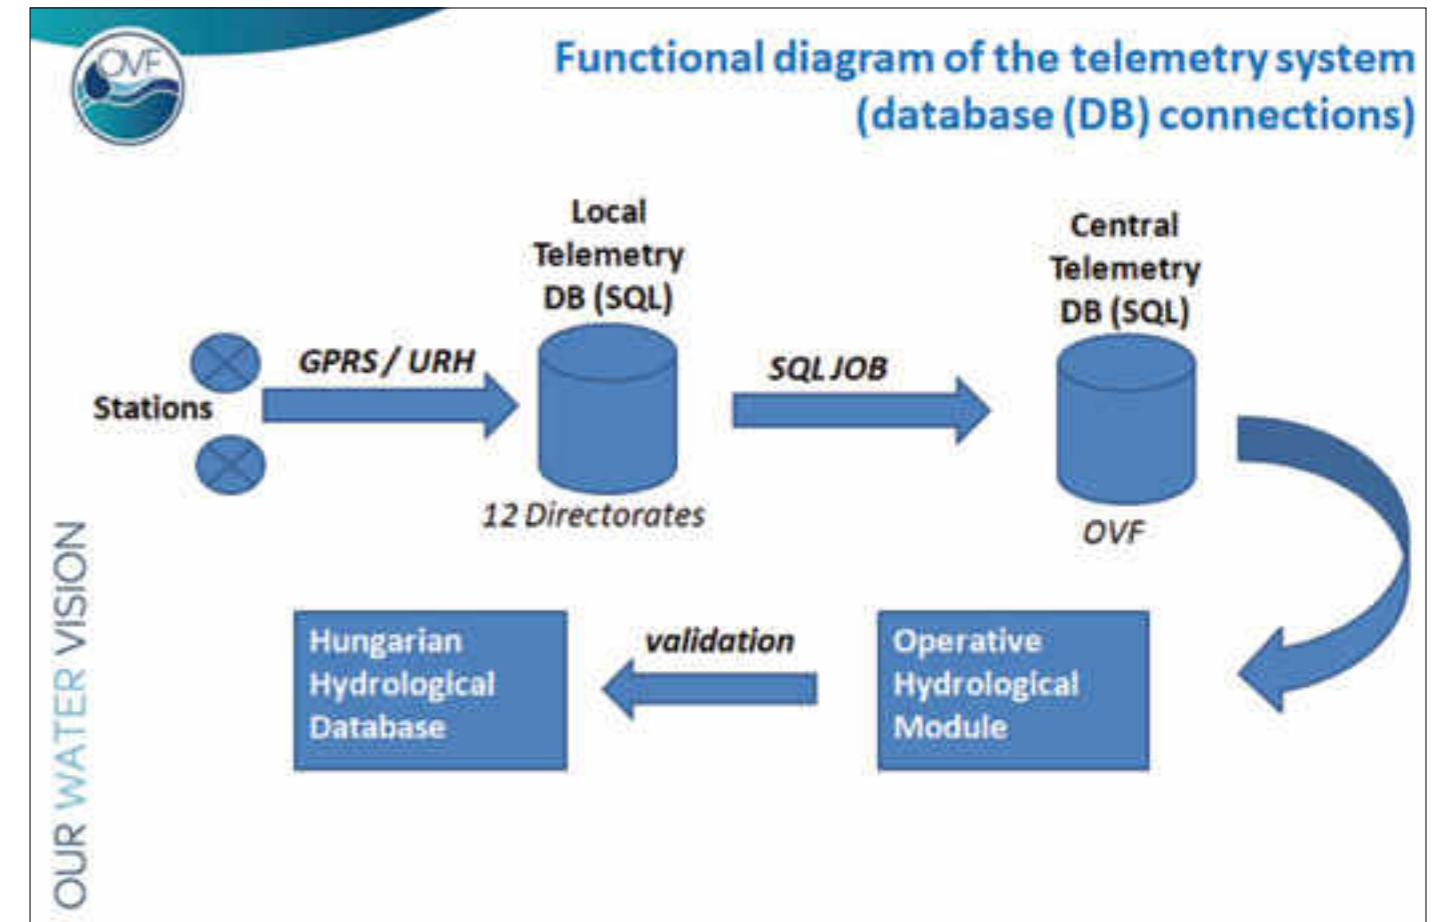 OVF
Functional diagram of the telemetry system
(database (DB) connections)
Local
Telemetry
DB (SQL)
Central
Telemetry
DB (SQL)
GPRS / URH
SQL JOB
Stations
12 Directorates
OVF
Hungarian
Hydrological
Database
validation
Operative
Hydrological
Module
OUR WATER VISION